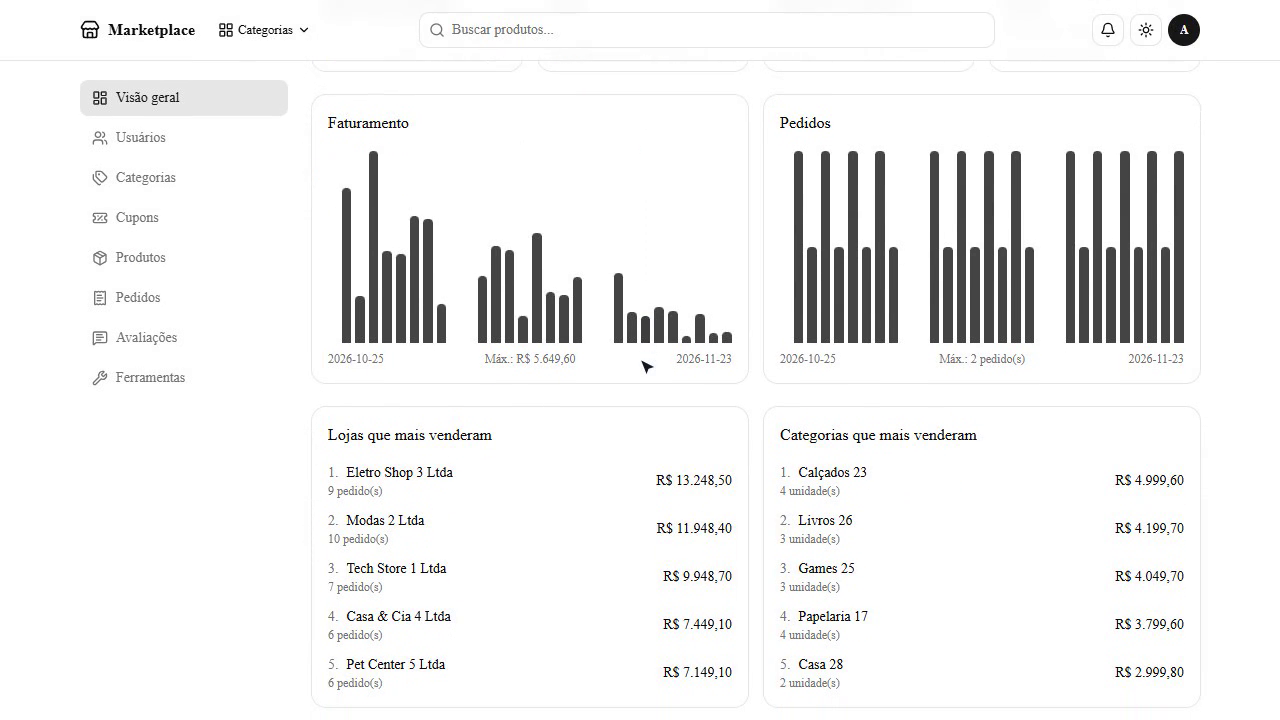 Marketplace
Categorias
Buscar produtos...
A
Visão geral
Usuários
Categorias
Cupons
Produtos
Pedidos
Avaliações
Ferramentas
Faturamento
2026-10-25
Máx.: R$ 5.649,60
2026-11-23
Pedidos
2026-10-25
Máx.: 2 pedido(s)
2026-11-23
Lojas que mais venderam
1. Eletro Shop 3 Ltda
9 pedido(s)
R$ 13.248,50
2. Modas 2 Ltda
10 pedido(s)
R$ 11.948,40
3. Tech Store 1 Ltda
7 pedido(s)
R$ 9.948,70
4. Casa & Cia 4 Ltda
6 pedido(s)
R$ 7.449,10
5. Pet Center 5 Ltda
6 pedido(s)
R$ 7.149,10
Categorias que mais venderam
1. Calçados 23
4 unidade(s)
R$ 4.999,60
2. Livros 26
3 unidade(s)
R$ 4.199,70
3. Games 25
3 unidade(s)
R$ 4.049,70
4. Papelaria 17
4 unidade(s)
R$ 3.799,60
5. Casa 28
2 unidade(s)
R$ 2.999,80